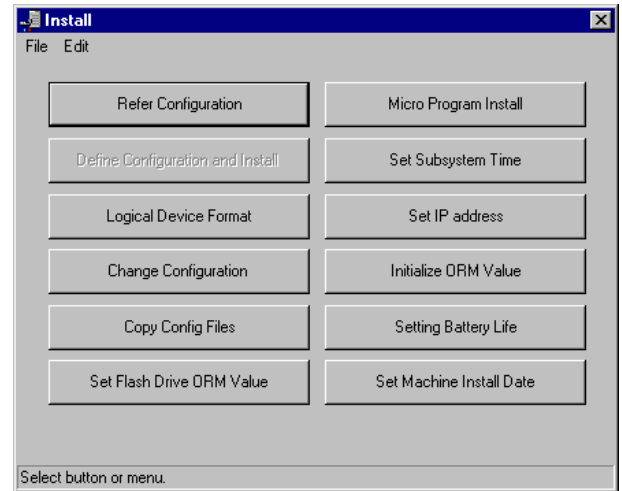 Install
File Edit
Refer Configuration
Micro Program Install
Define Configuration and Install
Set Subsystem Time
Logical Device Format
Set IP address
Change Configuration
Initialize ORM Value
Copy Config Files
Setting Battery Life
Set Flash Drive ORM Value
Set Machine Install Date
Select button or menu.